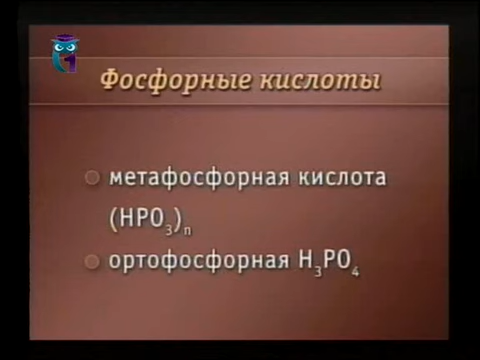 Фосфорные кислоты
метафосфорная кислота
(HPO₃)ₙ
ортофосфорная H₃PO₄